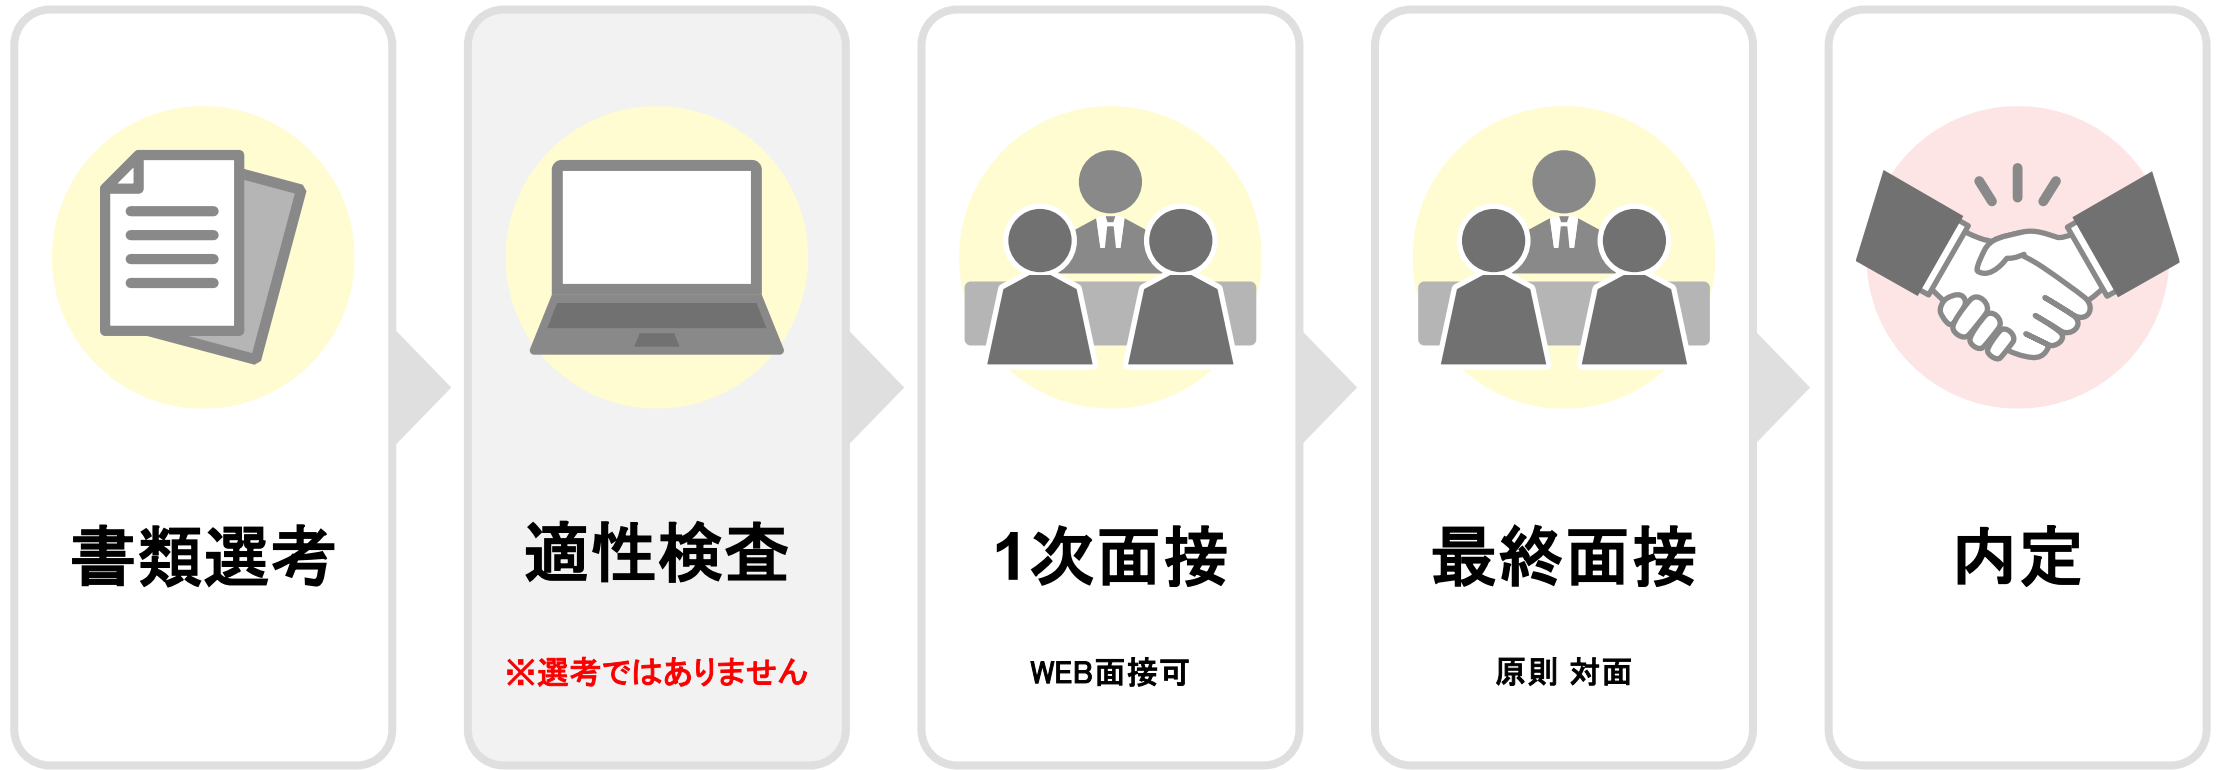 書類選考
適性検査
※選考ではありません
1次面接
WEB面接可
最終面接
原則 対面
内定